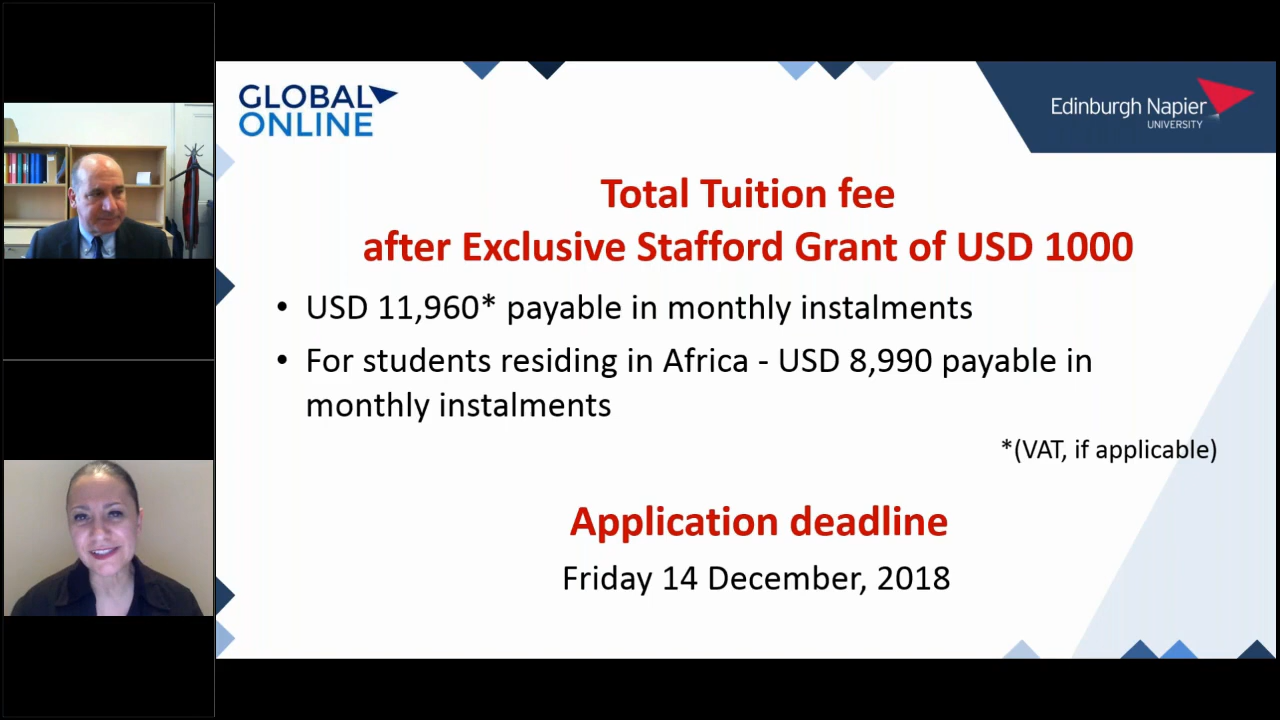 GLOBAL
ONLINE
Edinburgh Napier
UNIVERSITY
Total Tuition fee
after Exclusive Stafford Grant of USD 1000
• USD 11,960* payable in monthly instalments
• For students residing in Africa - USD 8,990 payable in
monthly instalments
*(VAT, if applicable)
Application deadline
Friday 14 December, 2018